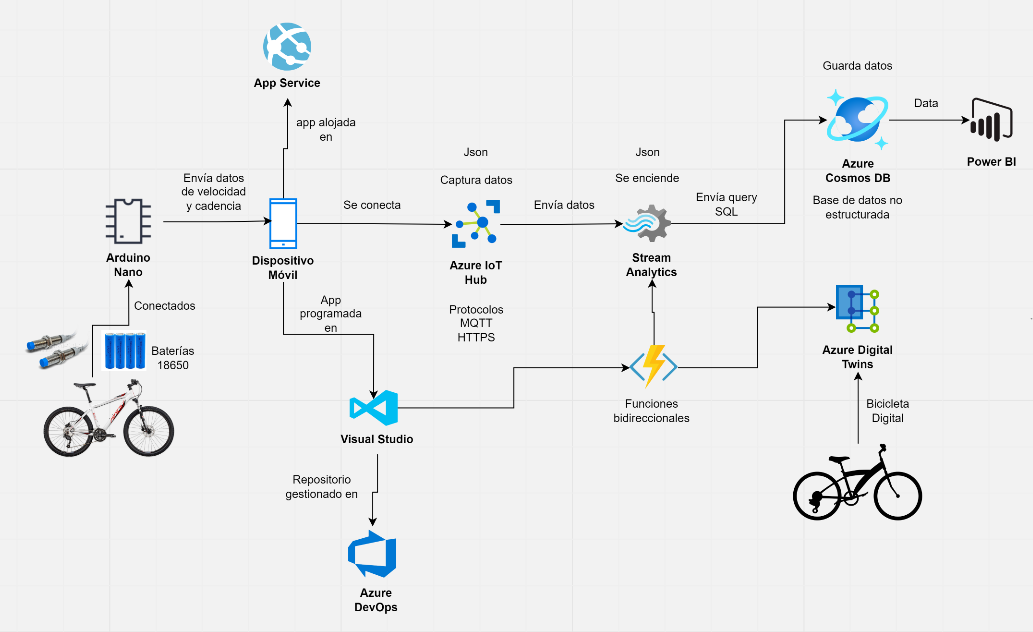 App Service
app alojada
en
Envía datos
de velocidad
y cadencia
Arduino
Nano
Conectados
Baterías
18650
Dispositivo
Móvil
Se conecta
Json
Captura datos
Azure IoT
Hub
Protocolos
MQTT
HTTPS
Envía datos
Json
Se enciende
Stream
Analytics
Envía query
SQL
Guarda datos
Azure
Cosmos DB
Base de datos no
estructurada
Data
Power BI
App
programada
en
Visual Studio
Repositorio
gestionado en
Azure
DevOps
Funciones
bidireccionales
Azure Digital
Twins
Bicicleta
Digital